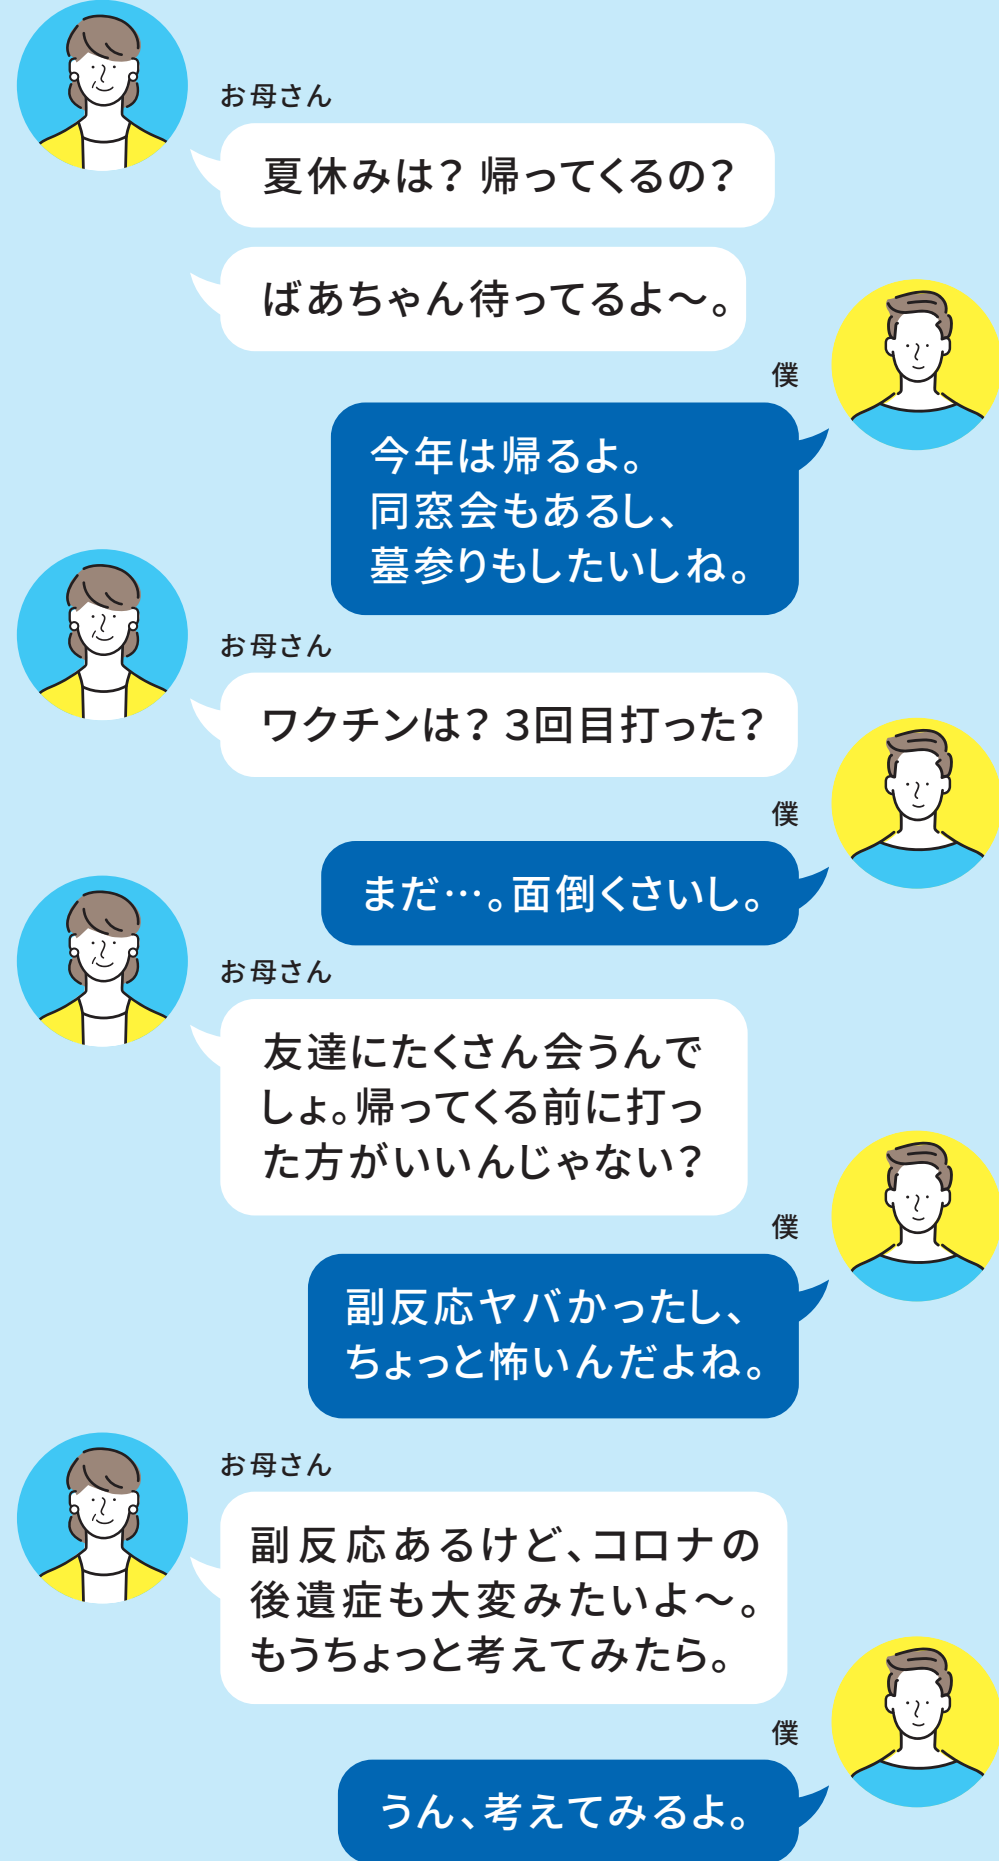 お母さん
夏休みは？ 帰ってくるの？
ばあちゃん待ってるよ〜。
僕
今年は帰るよ。
同窓会もあるし、
墓参りもしたいしね。
お母さん
ワクチンは？ 3回目打った？
僕
まだ…。面倒くさいし。
お母さん
友達にたくさん会うんで
しょ。帰ってくる前に打っ
た方がいいんじゃない？
僕
副反応ヤバかったし、
ちょっと怖いんだよね。
お母さん
副反応あるけど、コロナの
後遺症も大変みたいよ〜。
もうちょっと考えてみたら。
僕
うん、考えてみるよ。